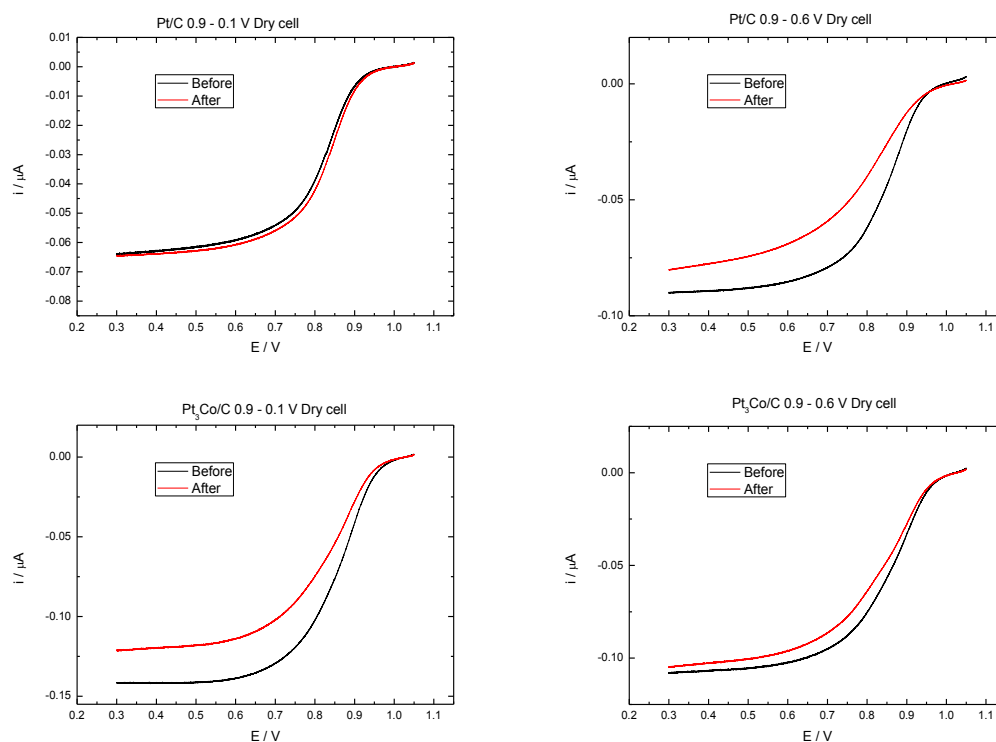 Pt/C 0.9 - 0.1 V Dry cell
0.01
0.00
-0.01
-0.02
-0.03
-0.04
-0.05
-0.06
-0.07
-0.08
i / μA
Before
After
0.2 0.3 0.4 0.5 0.6 0.7 0.8 0.9 1.0 1.1
E / V
Pt/C 0.9 - 0.6 V Dry cell
0.00
-0.05
-0.10
i / μA
Before
After
0.2 0.3 0.4 0.5 0.6 0.7 0.8 0.9 1.0 1.1
E / V
Pt₃Co/C 0.9 - 0.1 V Dry cell
0.00
-0.05
-0.10
-0.15
i / μA
Before
After
0.2 0.3 0.4 0.5 0.6 0.7 0.8 0.9 1.0 1.1
E / V
Pt₃Co/C 0.9 - 0.6 V Dry cell
0.00
-0.05
-0.10
i / μA
Before
After
0.2 0.3 0.4 0.5 0.6 0.7 0.8 0.9 1.0 1.1
E / V